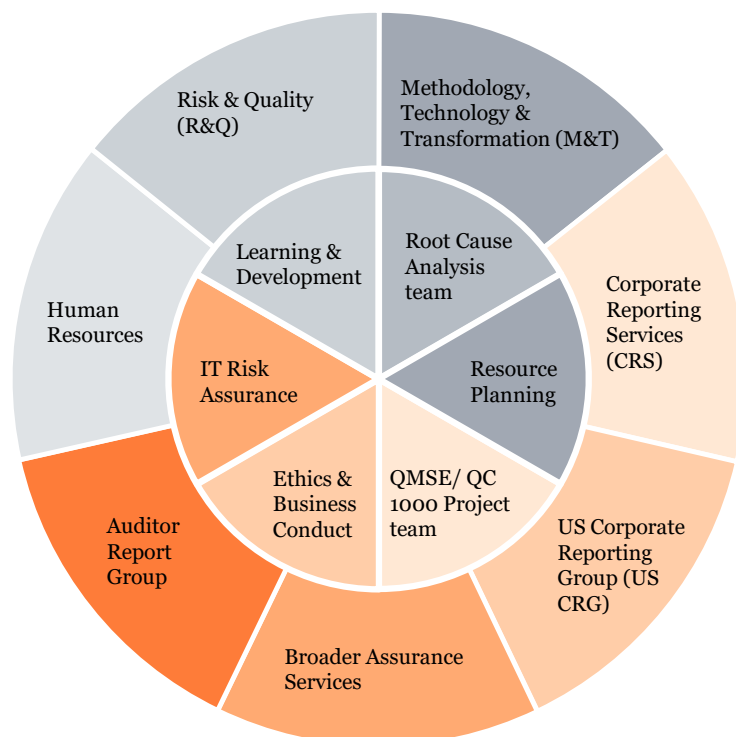 Risk & Quality
(R&Q)
Methodology,
Technology &
Transformation (M&T)
Learning &
Development
Root Cause
Analysis
team
Human
Resources
IT Risk
Assurance
Resource
Planning
Corporate
Reporting
Services
(CRS)
Ethics &
Business
Conduct
QMSE/ QC
1000 Project
team
Auditor
Report
Group
US Corporate
Reporting
Group (US
CRG)
Broader Assurance
Services